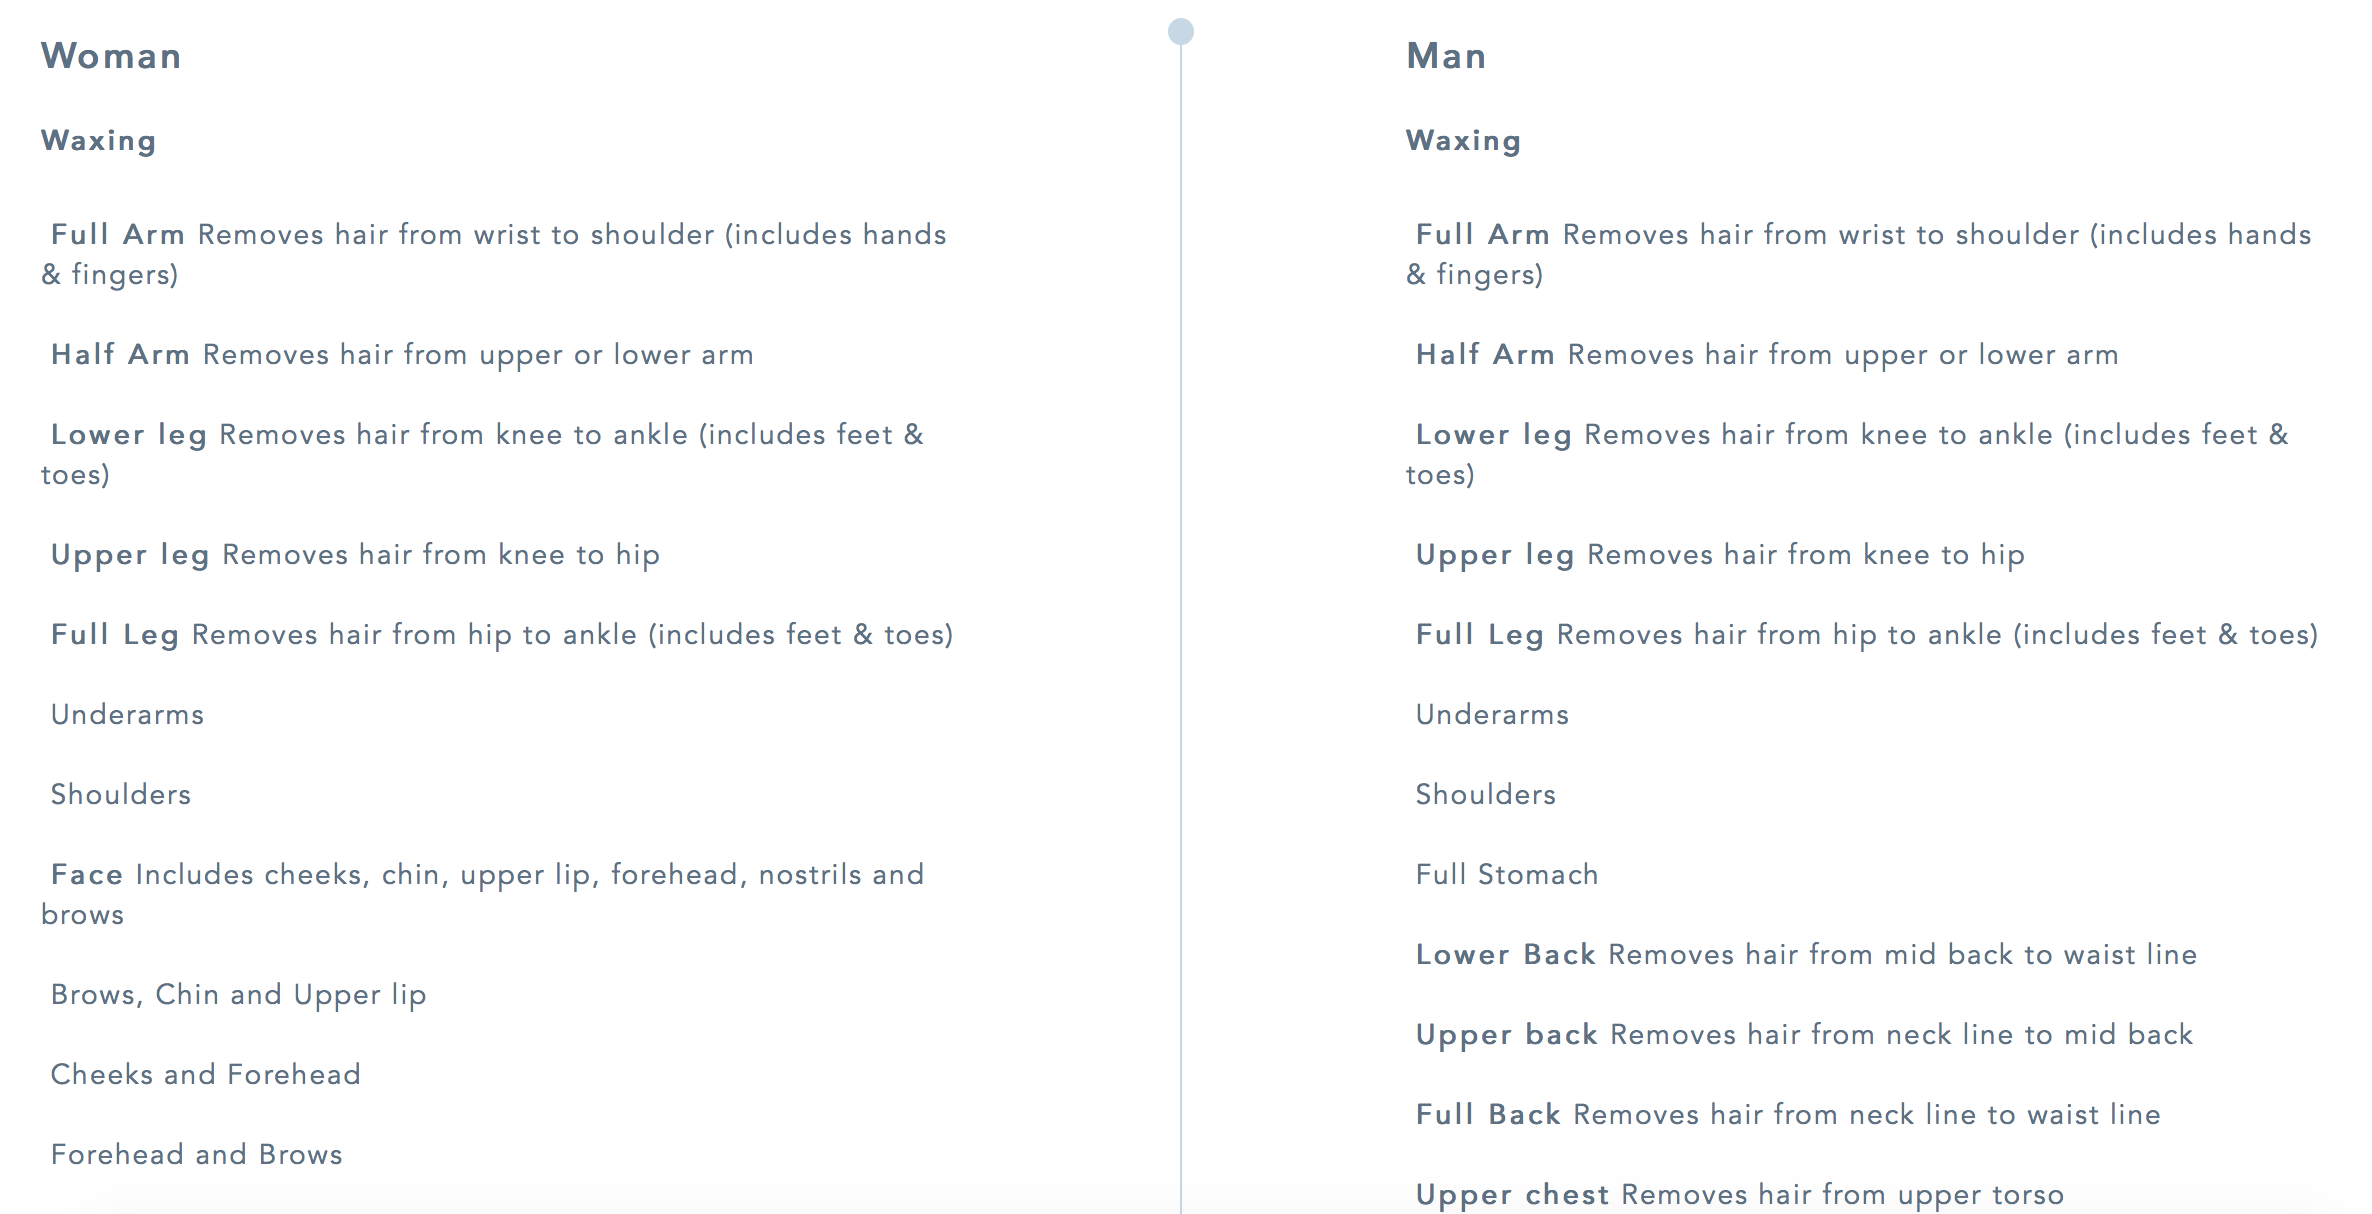 Woman
Waxing
Full Arm Removes hair from wrist to shoulder (includes hands
& fingers)
Half Arm Removes hair from upper or lower arm
Lower leg Removes hair from knee to ankle (includes feet &
toes)
Upper leg Removes hair from knee to hip
Full Leg Removes hair from hip to ankle (includes feet & toes)
Underarms
Shoulders
Face Includes cheeks, chin, upper lip, forehead, nostrils and
brows
Brows, Chin and Upper lip
Cheeks and Forehead
Forehead and Brows
Man
Waxing
Full Arm Removes hair from wrist to shoulder (includes hands
& fingers)
Half Arm Removes hair from upper or lower arm
Lower leg Removes hair from knee to ankle (includes feet &
toes)
Upper leg Removes hair from knee to hip
Full Leg Removes hair from hip to ankle (includes feet & toes)
Underarms
Shoulders
Full Stomach
Lower Back Removes hair from mid back to waist line
Upper back Removes hair from neck line to mid back
Full Back Removes hair from neck line to waist line
Upper chest Removes hair from upper torso